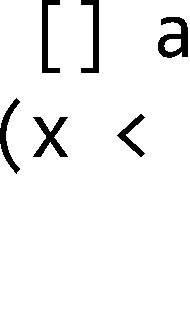 [] a
(x <